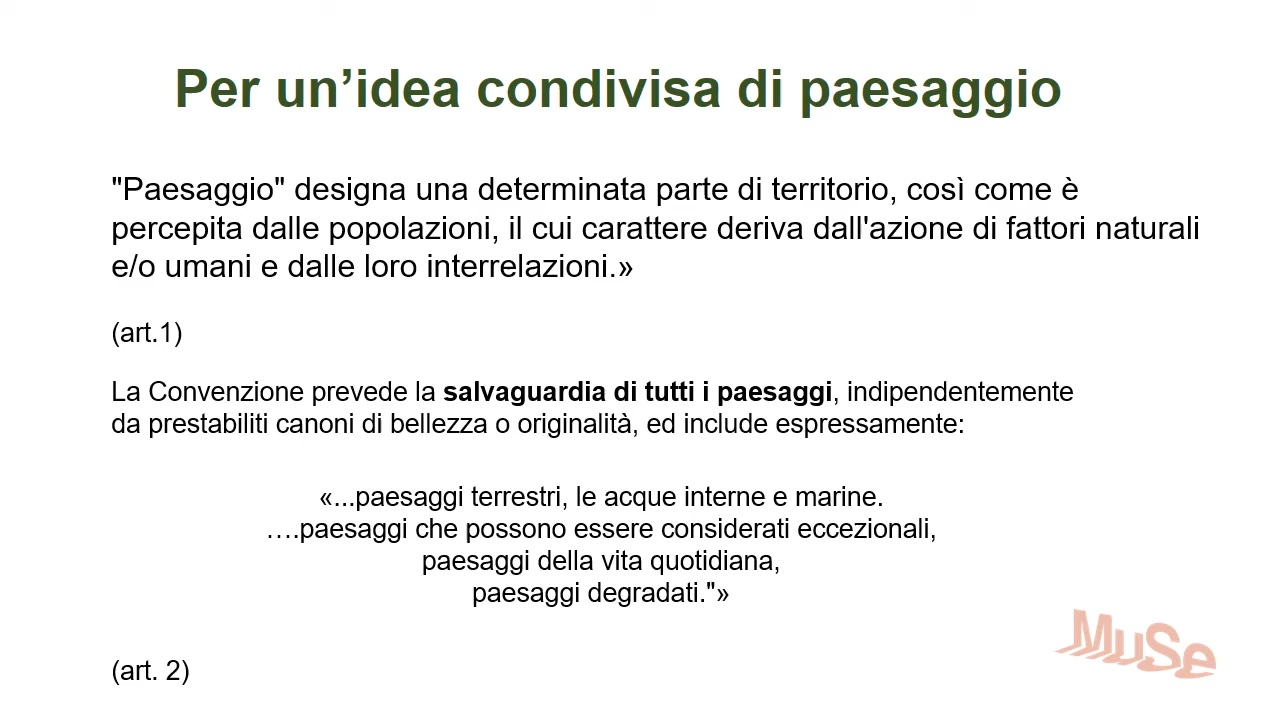 Per un’idea condivisa di paesaggio
"Paesaggio" designa una determinata parte di territorio, così come è
percepita dalle popolazioni, il cui carattere deriva dall'azione di fattori naturali
e/o umani e dalle loro interrelazioni.»
(art.1)
La Convenzione prevede la salvaguardia di tutti i paesaggi, indipendentemente
da prestabiliti canoni di bellezza o originalità, ed include espressamente:
«...paesaggi terrestri, le acque interne e marine.
….paesaggi che possono essere considerati eccezionali,
paesaggi della vita quotidiana,
paesaggi degradati."»
MuSe
(art. 2)